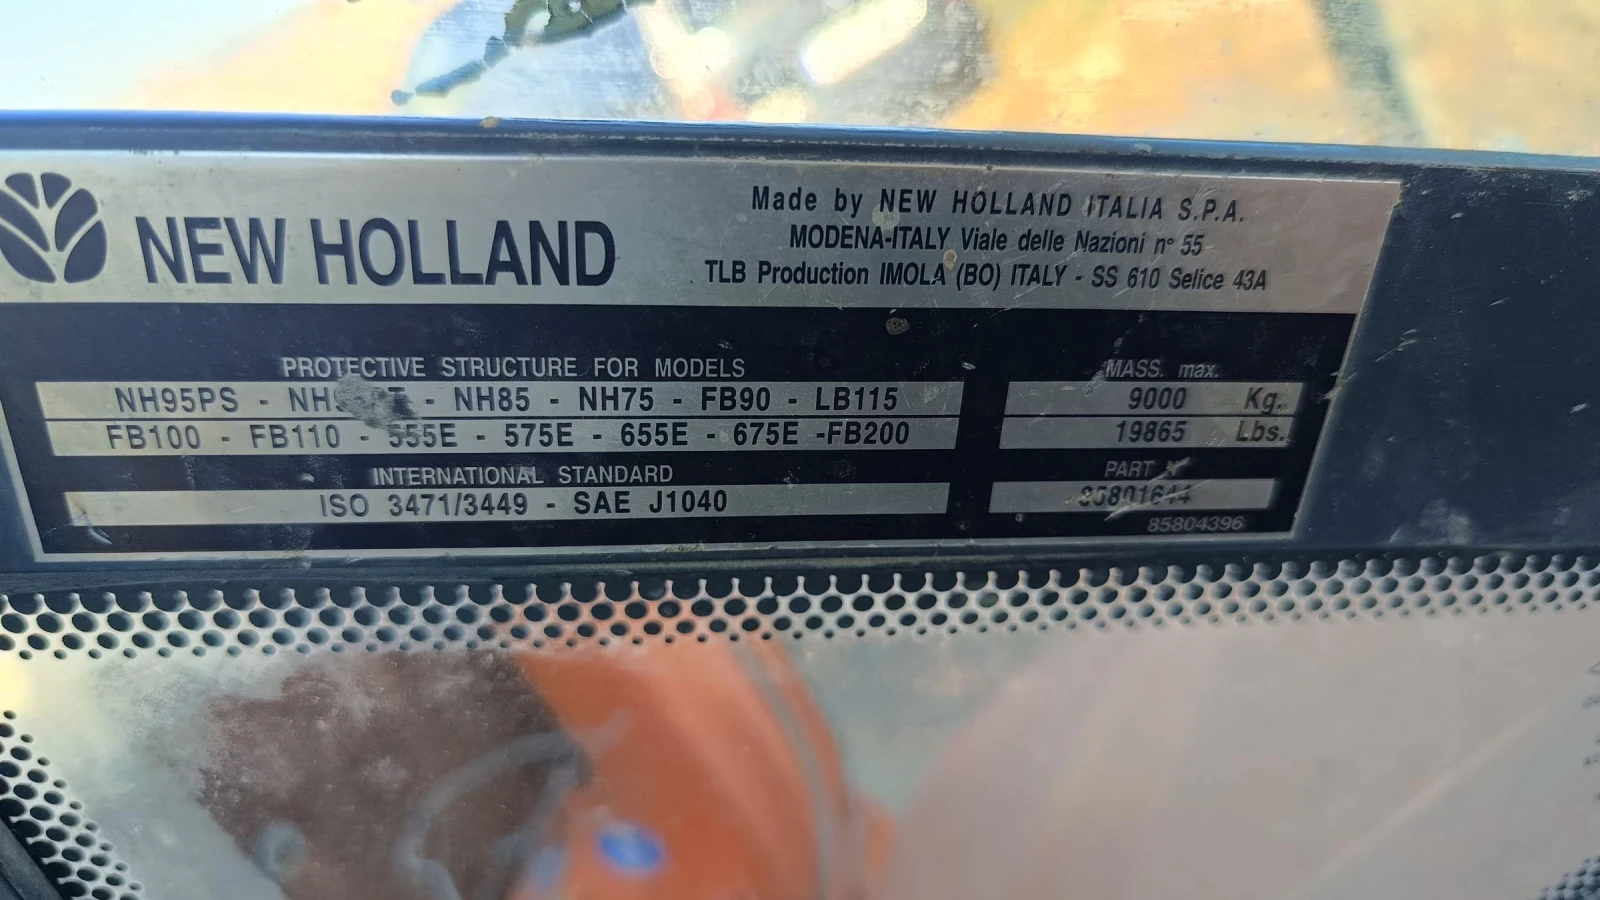 NEW HOLLAND
Made by NEW HOLLAND ITALIA S.P.A.
MODENA-ITALY Viale delle Nazioni n° 55
TLB Production IMOLA (BO) ITALY - SS 610 Selice 43A
PROTECTIVE STRUCTURE FOR MODELS
NH95PS - - NH85 - NH75 - FB90 - LB115
FB100 - FB110 - 555E - 575E - 655E - 675E -FB200
MASS. max.
9000 Kg.
19865 Lbs.
INTERNATIONAL STANDARD
ISO 3471/3449 - SAE J1040
PART N°
85801644
85804396